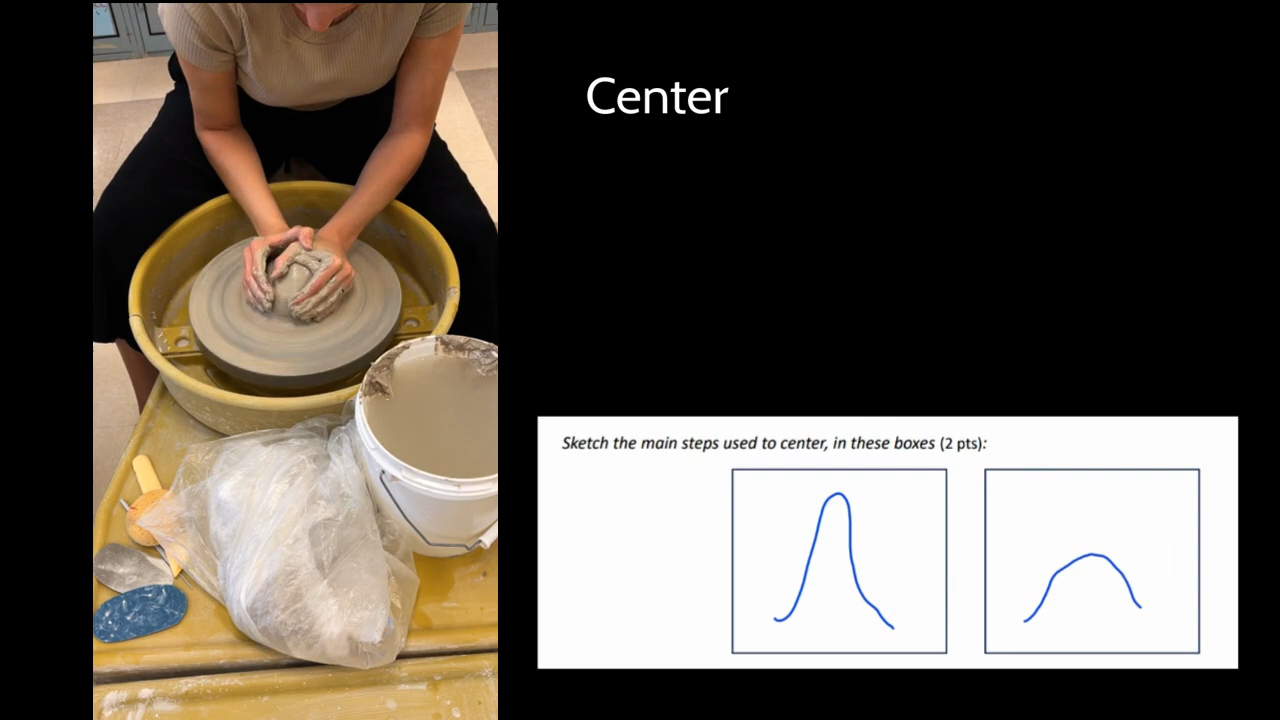 Center
Sketch the main steps used to center, in these boxes (2 pts):